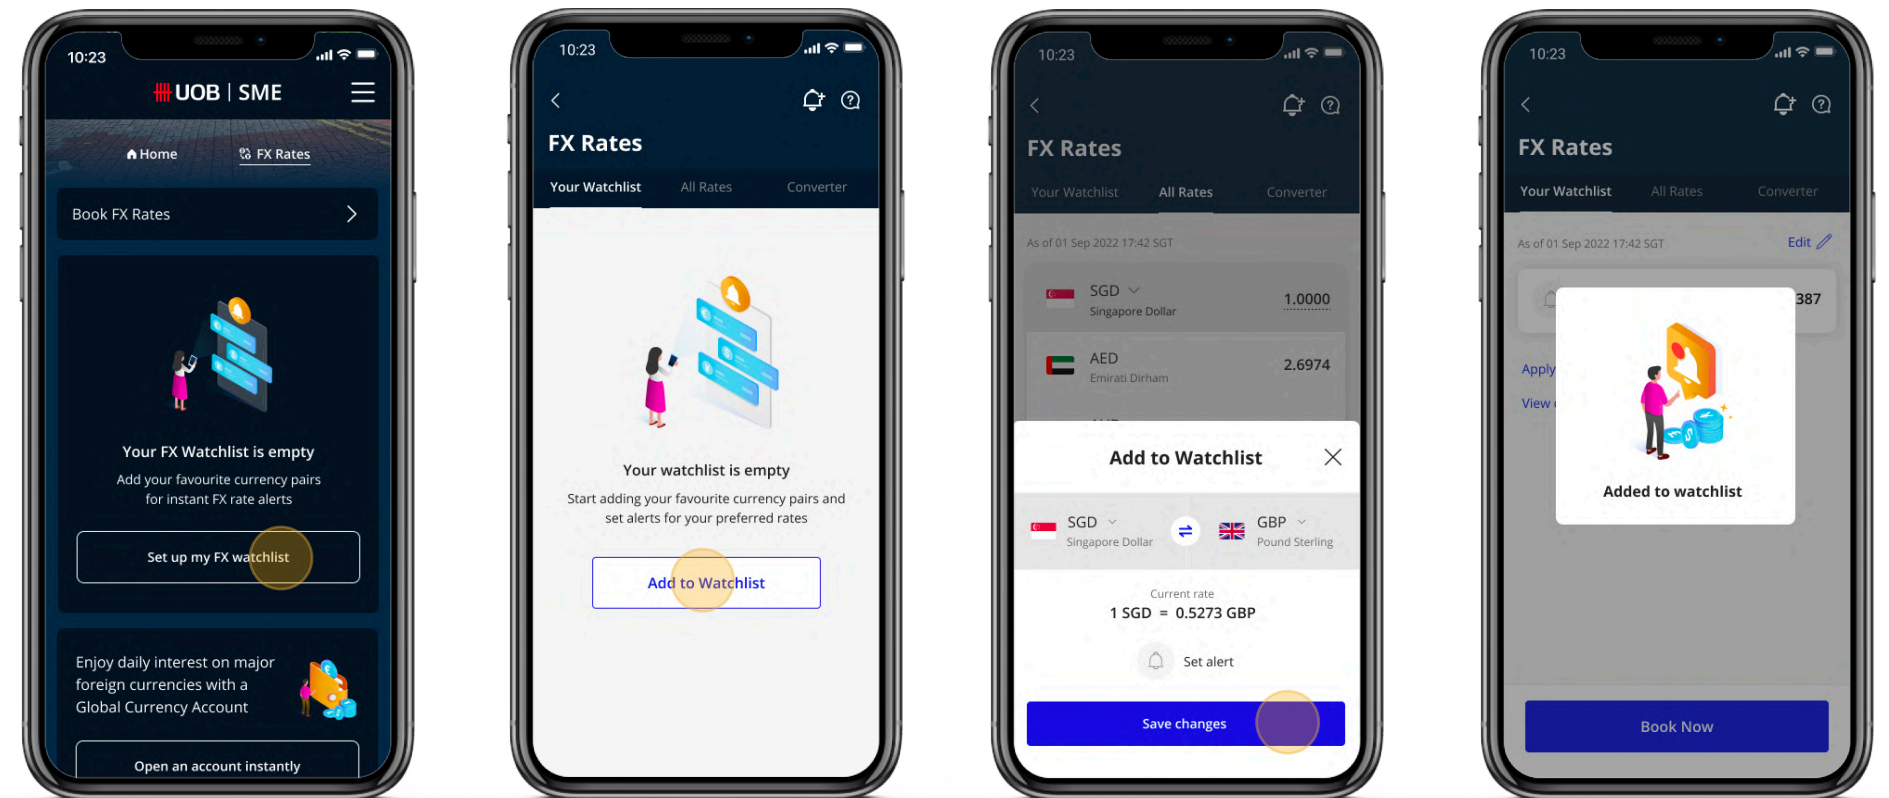 10:23
UOB | SME
Home
FX Rates
Book FX Rates
Your FX Watchlist is empty
Add your favourite currency pairs
for instant FX rate alerts
Set up my FX watchlist
Enjoy daily interest on major
foreign currencies with a
Global Currency Account
Open an account instantly
10:23
FX Rates
Your Watchlist
All Rates
Converter
Your watchlist is empty
Start adding your favourite currency pairs and
set alerts for your preferred rates
Add to Watchlist
10:23
FX Rates
Your Watchlist
All Rates
Converter
As of 01 Sep 2022 17:42 SGT
SGD
Singapore Dollar
1.0000
AED
Emirati Dirham
2.6974
Add to Watchlist
SGD
Singapore Dollar
GBP
Pound Sterling
Current rate
1 SGD = 0.5273 GBP
Set alert
Save changes
10:23
FX Rates
Your Watchlist
All Rates
Converter
As of 01 Sep 2022 17:42 SGT
Edit
387
Apply
View
Added to watchlist
Book Now